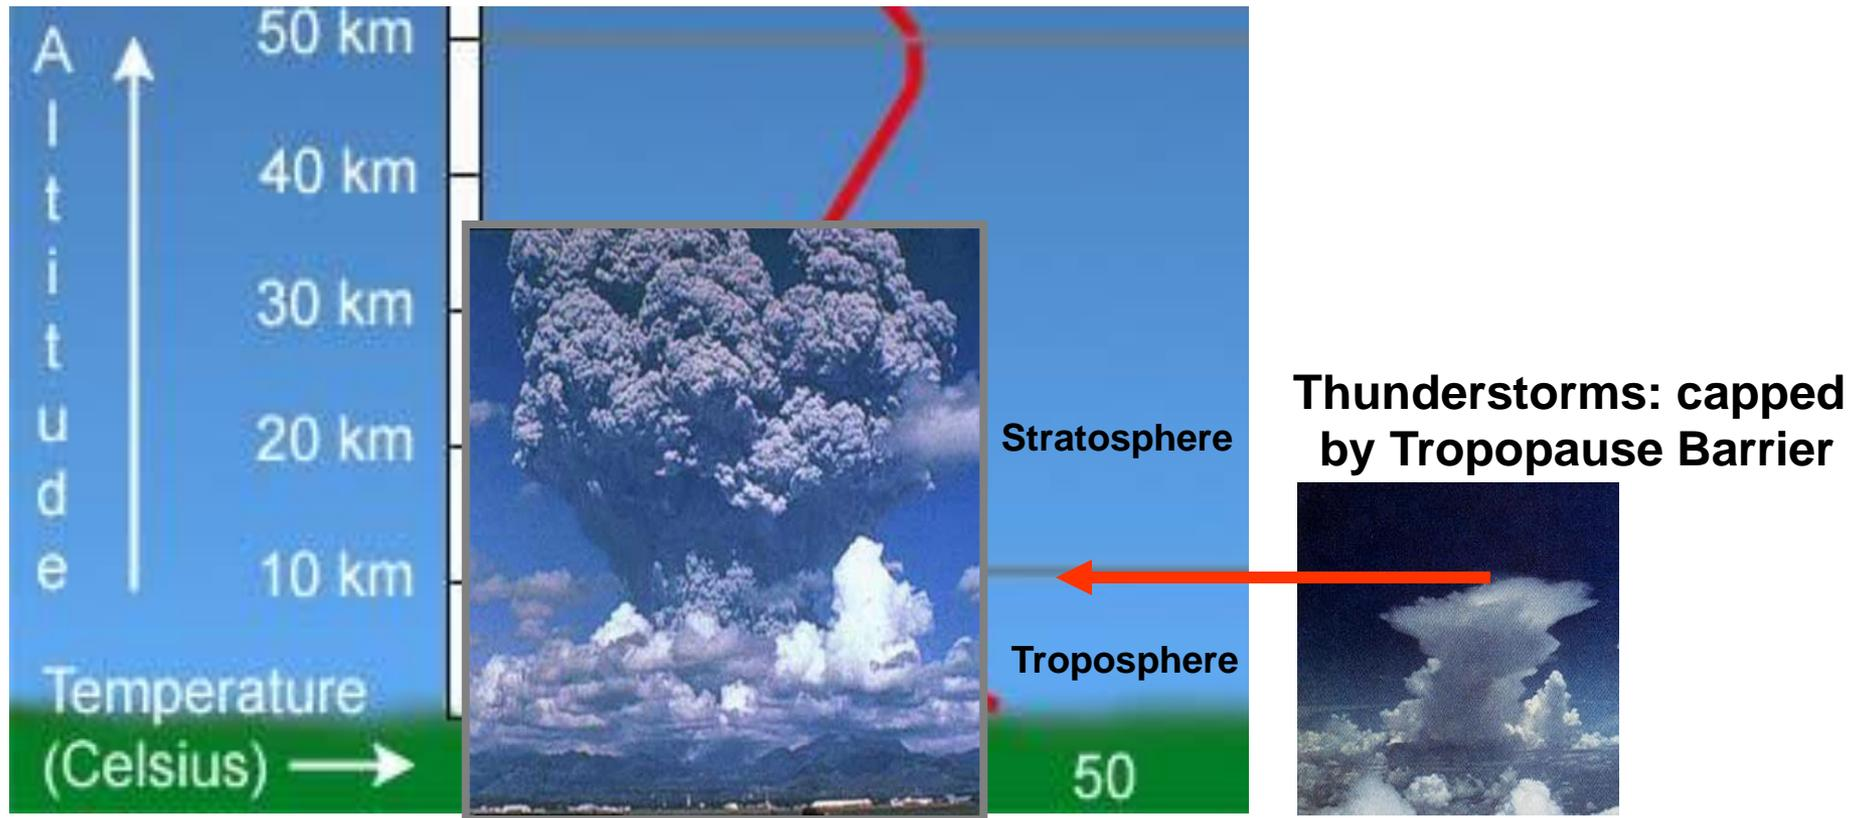 Altitude
50 km
40 km
30 km
20 km
10 km
Stratosphere
Troposphere
Temperature
(Celsius)
50
Thunderstorms: capped
by Tropopause Barrier